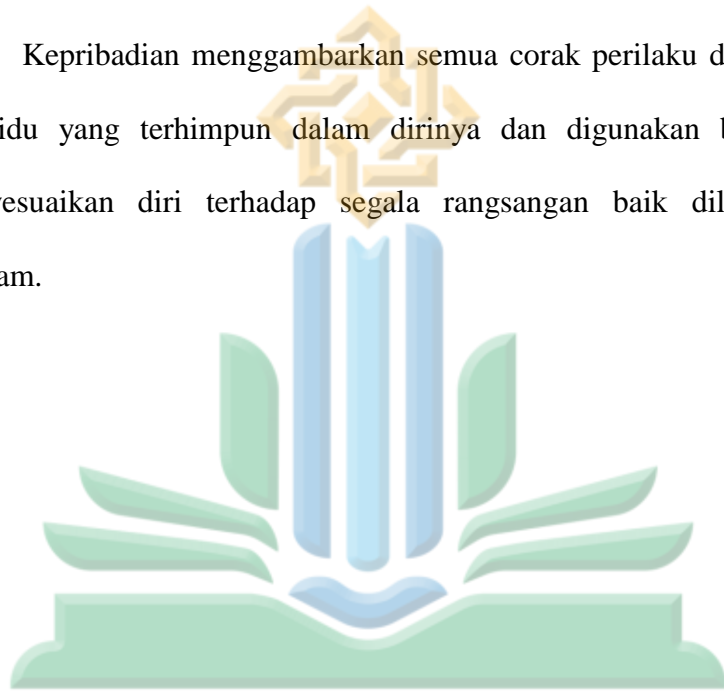 Kepribadian menggambarkan semua corak perilaku d
idu yang terhimpun dalam dirinya dan digunakan b
esuaikan diri terhadap segala rangsangan baik dil
am.